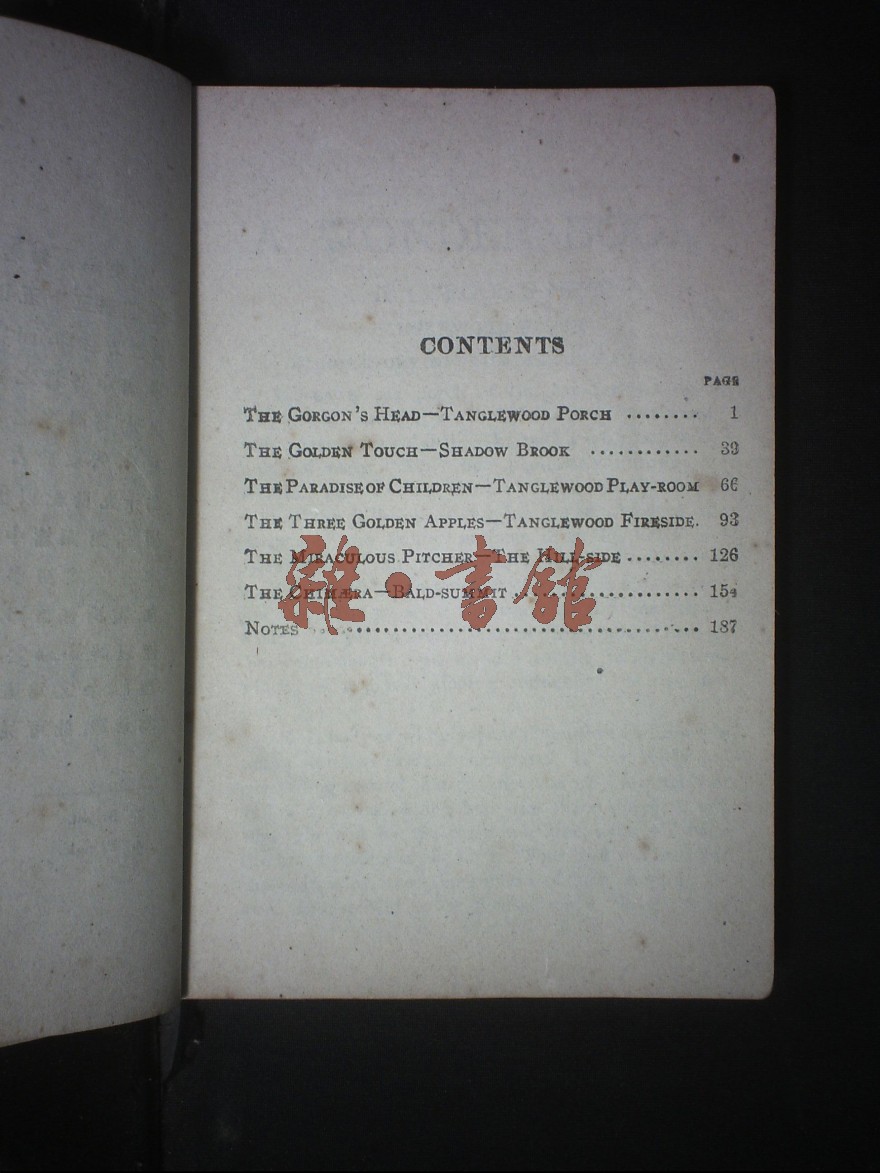 CONTENTS
PAGE
THE GORGON'S HEAD—TANGLEWOOD PORCH ........ 1
THE GOLDEN TOUCH—SHADOW BROOK ............ 39
THE PARADISE OF CHILDREN—TANGLEWOOD PLAY-ROOM 66
THE THREE GOLDEN APPLES—TANGLEWOOD FIRESIDE. 93
THE MIRACULOUS PITCHER—THE HILL-SIDE ........ 126
THE CHIMÆRA—BALD-SUMMIT .................... 154
NOTES ........................................ 187
雜·書館